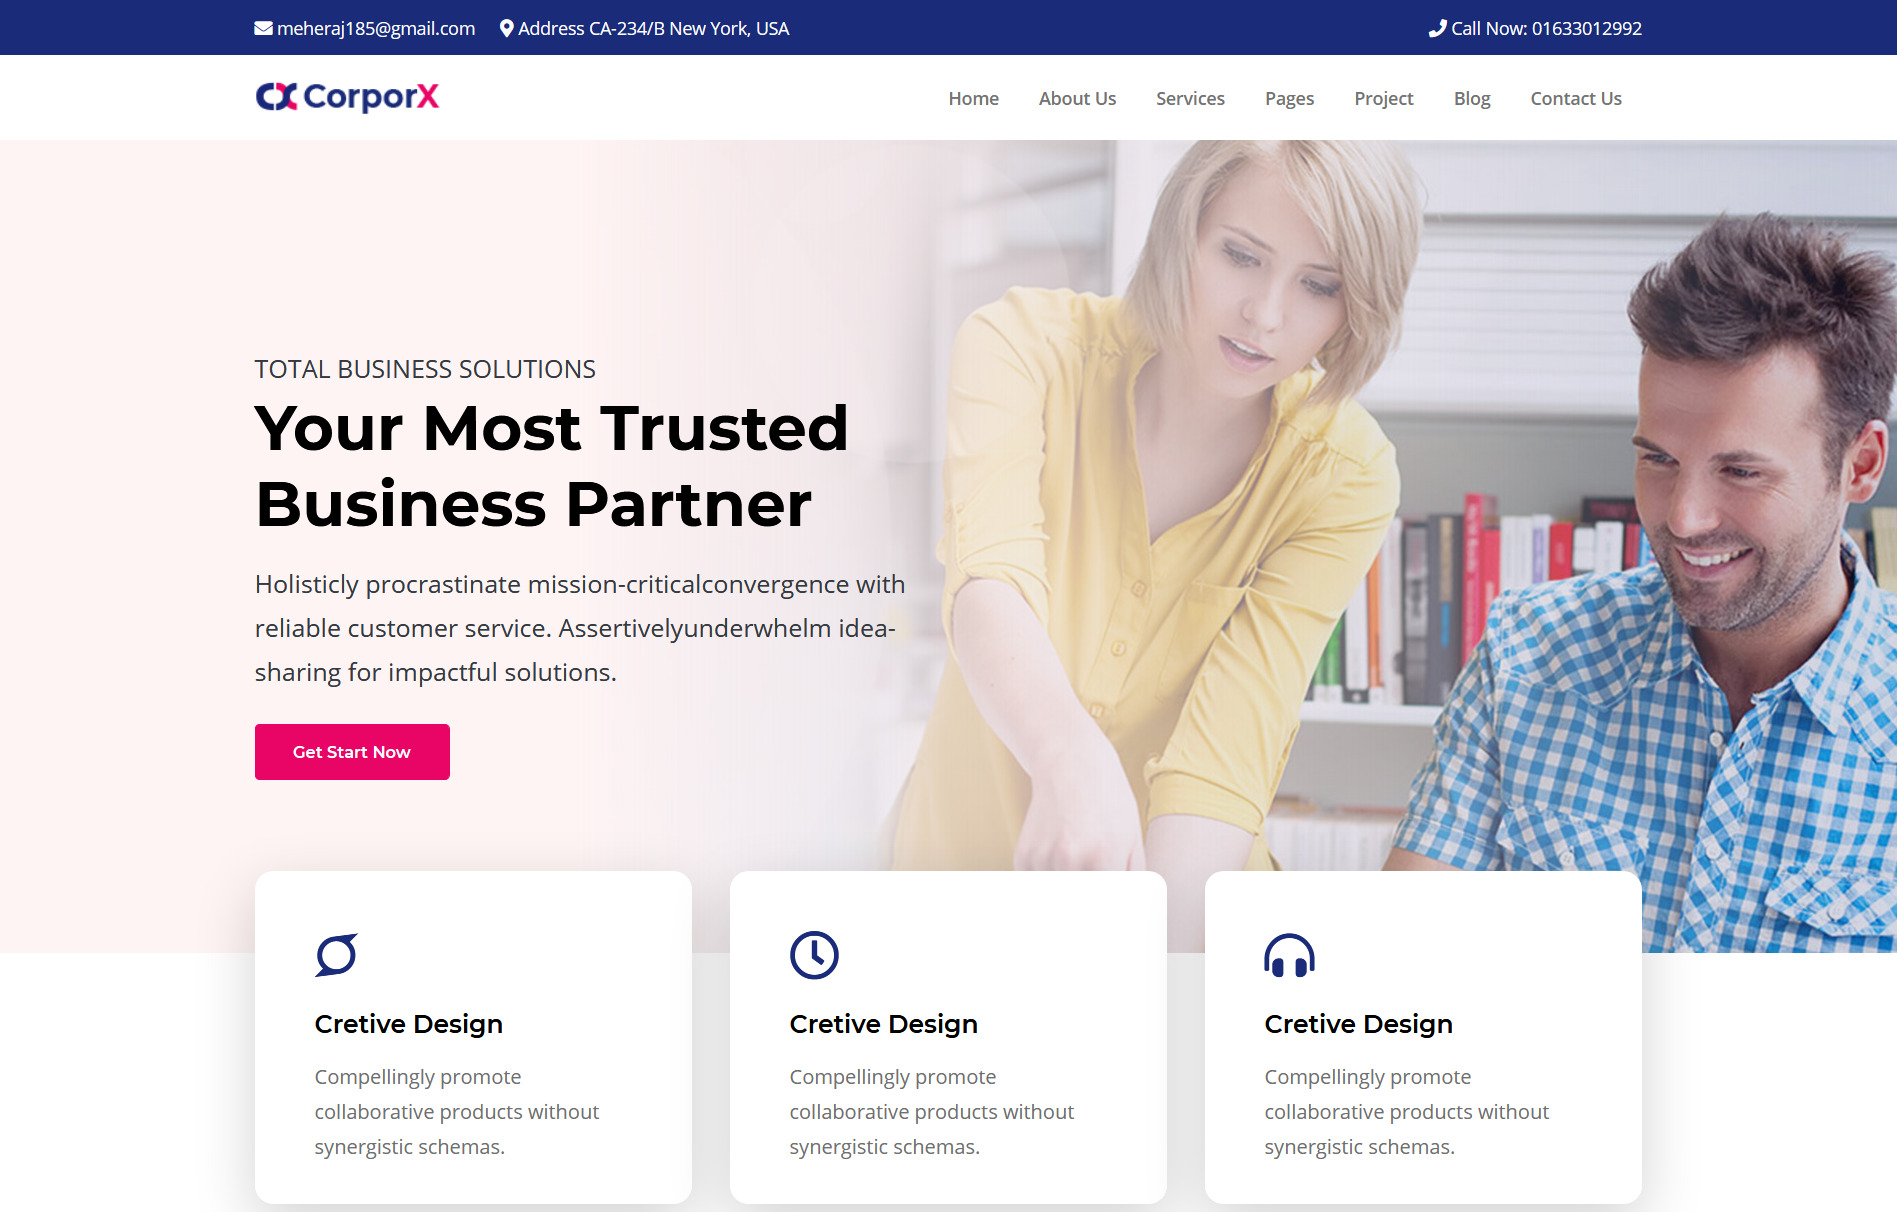 meheraj185@gmail.com Address CA-234/B New York, USA Call Now: 01633012992
CX CorporX Home About Us Services Pages Project Blog Contact Us
TOTAL BUSINESS SOLUTIONS
Your Most Trusted
Business Partner
Holisticly procrastinate mission-criticalconvergence with
reliable customer service. Assertivelyunderwhelm idea-
sharing for impactful solutions.
Get Start Now
Cretive Design
Compellingly promote
collaborative products without
synergistic schemas.
Cretive Design
Compellingly promote
collaborative products without
synergistic schemas.
Cretive Design
Compellingly promote
collaborative products without
synergistic schemas.